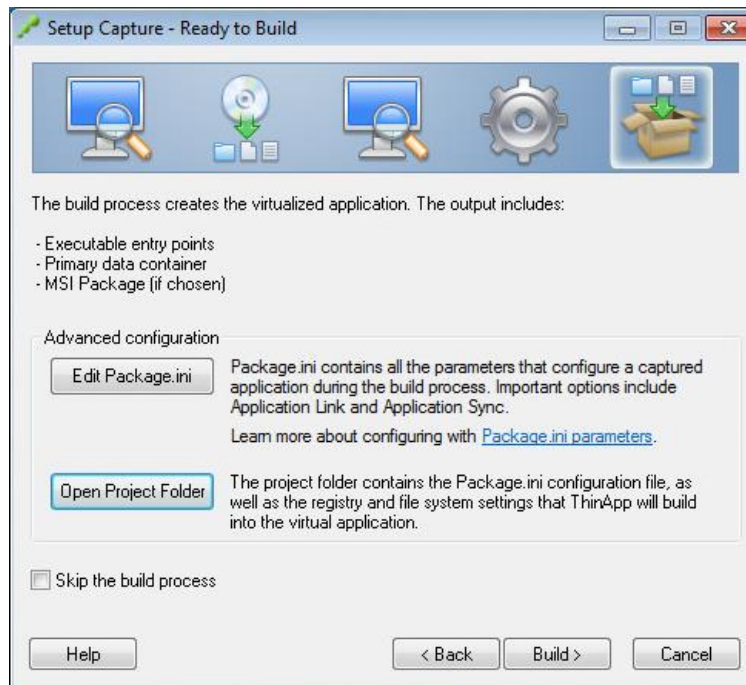 Setup Capture - Ready to Build
The build process creates the virtualized application. The output includes:
- Executable entry points
- Primary data container
- MSI Package (if chosen)
Advanced configuration
Edit Package.ini
Package.ini contains all the parameters that configure a captured
application during the build process. Important options include
Application Link and Application Sync.
Learn more about configuring with Package.ini parameters.
Open Project Folder
The project folder contains the Package.ini configuration file, as
well as the registry and file system settings that ThinApp will build
into the virtual application.
Skip the build process
Help
< Back
Build >
Cancel